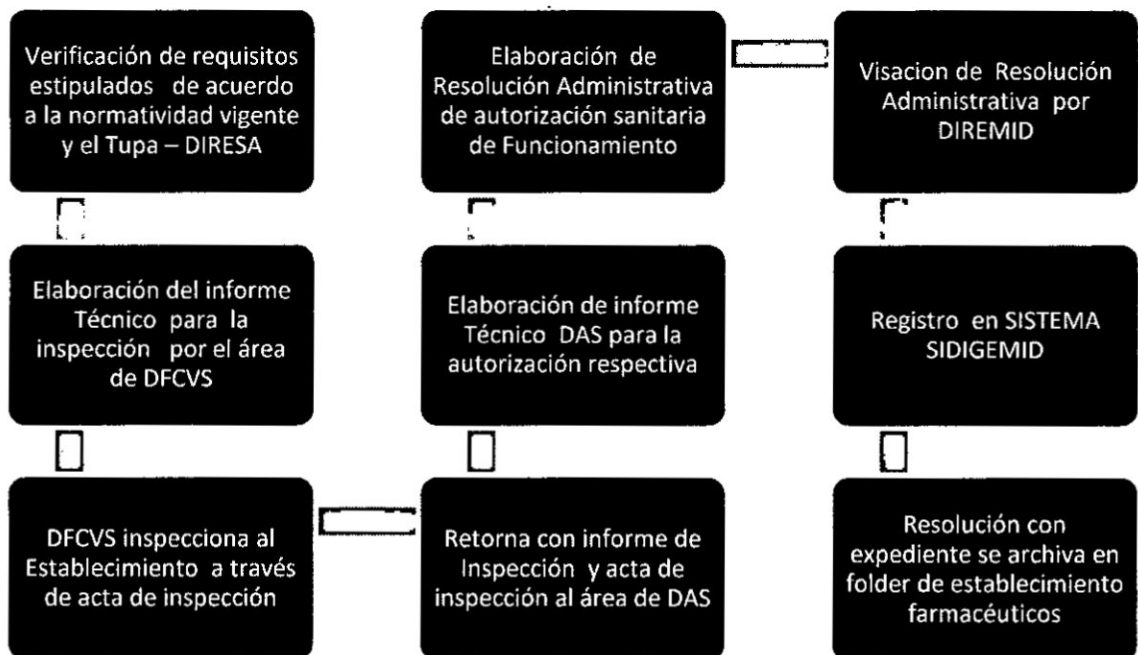 Verificación de requisitos
estipulados de acuerdo
a la normatividad vigente
y el Tupa – DIRESA
Elaboración del informe
Técnico para la
inspección por el área
de DFCVS
DFCVS inspecciona al
Establecimiento a través
de acta de inspección
Retorna con informe de
Inspección y acta de
inspección al área de DAS
Elaboración de informe
Técnico DAS para la
autorización respectiva
Elaboración de
Resolución Administrativa
de autorización sanitaria
de Funcionamiento
Visacion de Resolución
Administrativa por
DIREMID
Registro en SISTEMA
SIDIGEMID
Resolución con
expediente se archiva en
folder de establecimiento
farmacéuticos